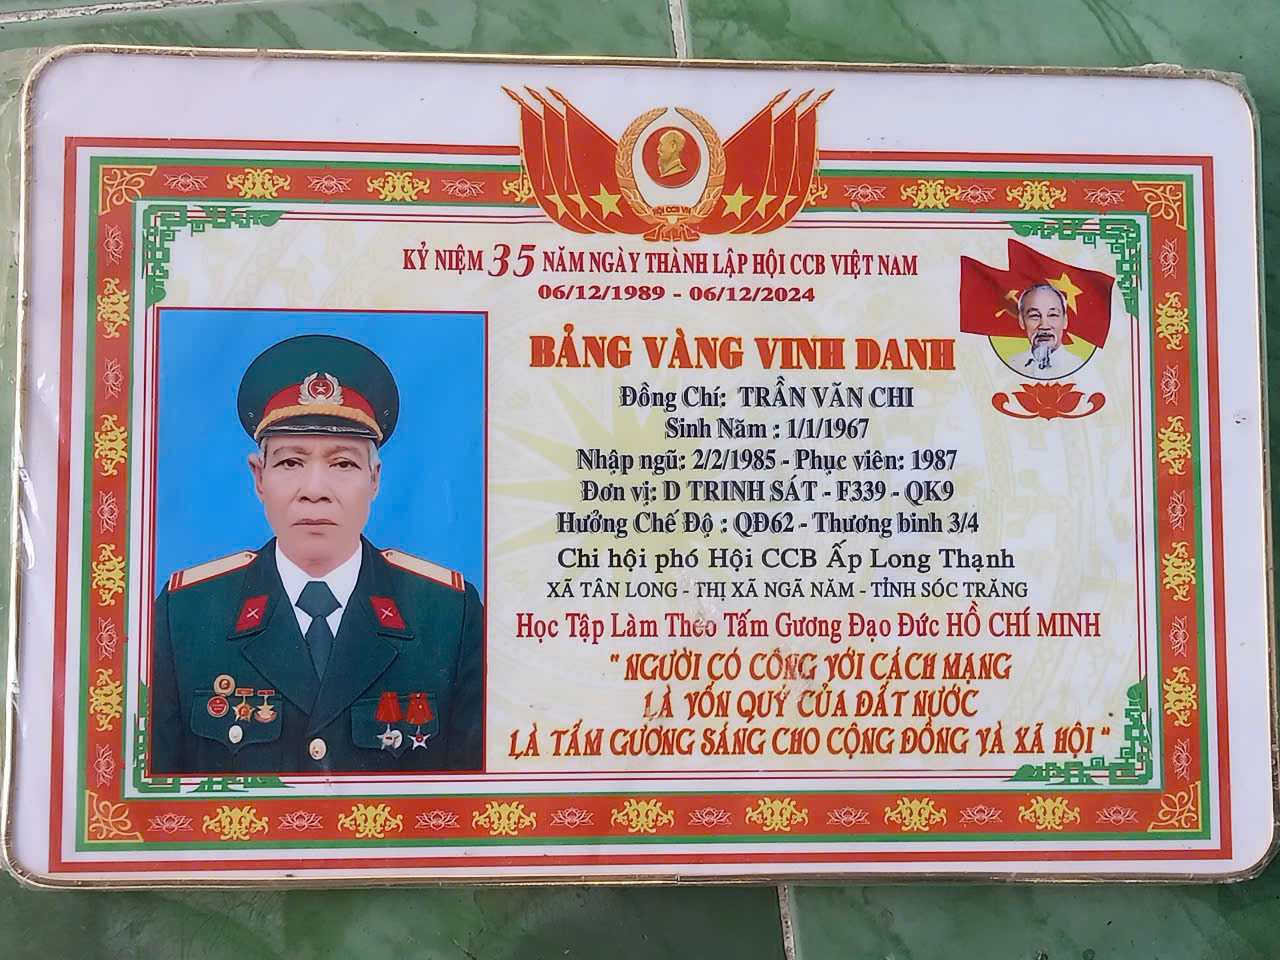 HỘI CCB VN
KỶ NIỆM 35 NĂM NGÀY THÀNH LẬP HỘI CCB VIỆT NAM
06/12/1989 - 06/12/2024
BẢNG VÀNG VINH DANH
Đồng Chí: TRẦN VĂN CHI
Sinh Năm : 1/1/1967
Nhập ngũ: 2/2/1985 - Phục viên: 1987
Đơn vị: D TRINH SÁT - F339 - QK9
Hưởng Chế Độ : QĐ62 - Thương binh 3/4
Chi hội phó Hội CCB Ấp Long Thạnh
XÃ TÂN LONG - THỊ XÃ NGÃ NĂM - TỈNH SÓC TRĂNG
Học Tập Làm Theo Tấm Gương Đạo Đức HỒ CHÍ MINH
" NGƯỜI CÓ CÔNG VỚI CÁCH MẠNG
LÀ VỐN QUÝ CỦA ĐẤT NƯỚC
LÀ TẤM GƯƠNG SÁNG CHO CỘNG ĐỒNG VÀ XÃ HỘI "